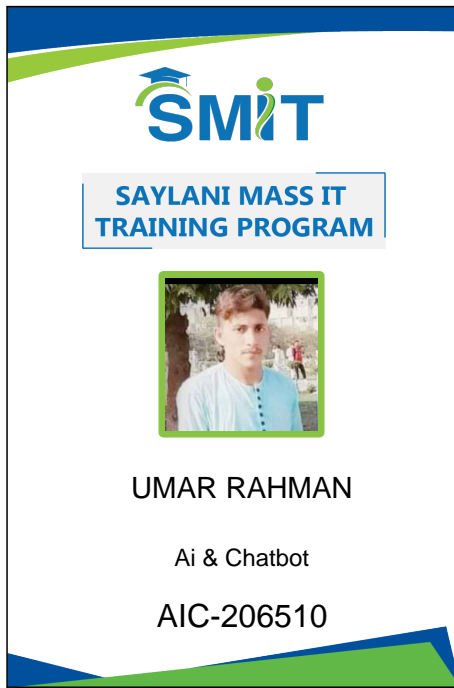 SMIT
SAYLANI MASS IT
TRAINING PROGRAM
UMAR RAHMAN
Ai & Chatbot
AIC-206510